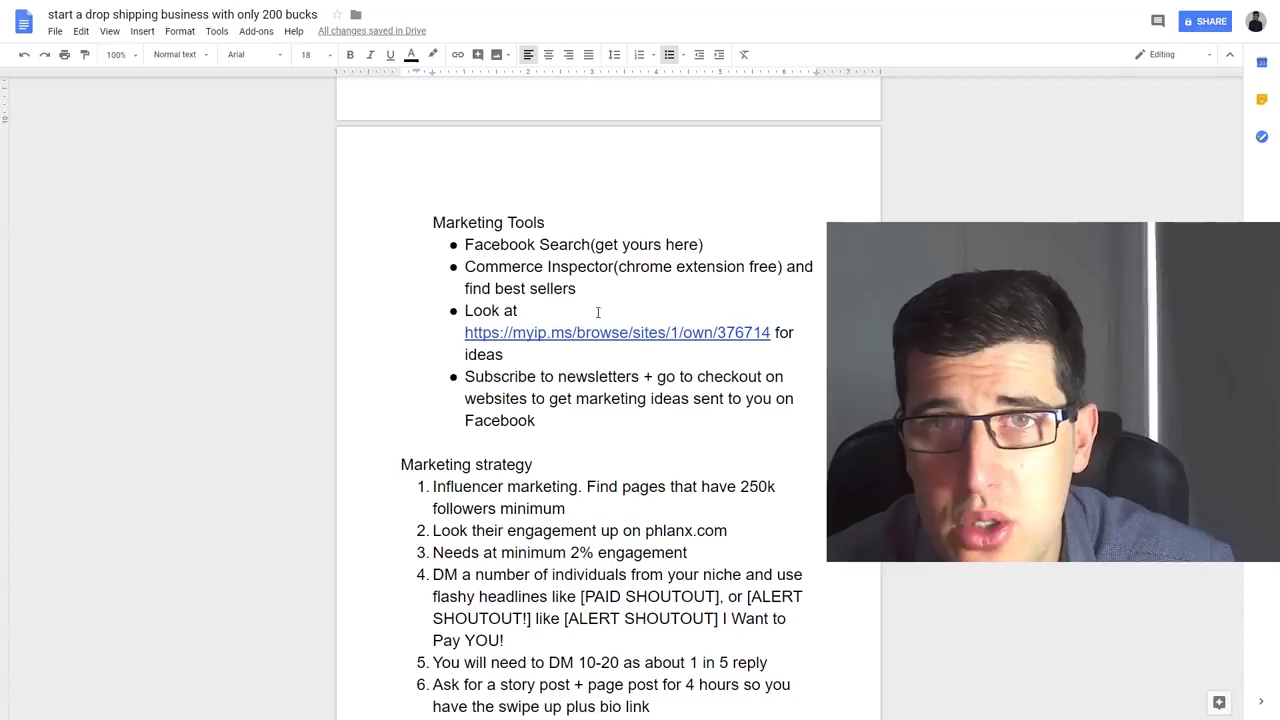 start a drop shipping business with only 200 bucks
File Edit View Insert Format Tools Add-ons Help All changes saved in Drive
SHARE
100% Normal text Arial 18 B I U A Editing
1 1 2 3 4 5 6 7
Marketing Tools
● Facebook Search(get yours here)
● Commerce Inspector(chrome extension free) and
find best sellers
● Look at
https://myip.ms/browse/sites/1/own/376714 for
ideas
● Subscribe to newsletters + go to checkout on
websites to get marketing ideas sent to you on
Facebook
Marketing strategy
1. Influencer marketing. Find pages that have 250k
followers minimum
2. Look their engagement up on phlanx.com
3. Needs at minimum 2% engagement
4. DM a number of individuals from your niche and use
flashy headlines like [PAID SHOUTOUT], or [ALERT
SHOUTOUT!] like [ALERT SHOUTOUT] I Want to
Pay YOU!
5. You will need to DM 10-20 as about 1 in 5 reply
6. Ask for a story post + page post for 4 hours so you
have the swipe up plus bio link